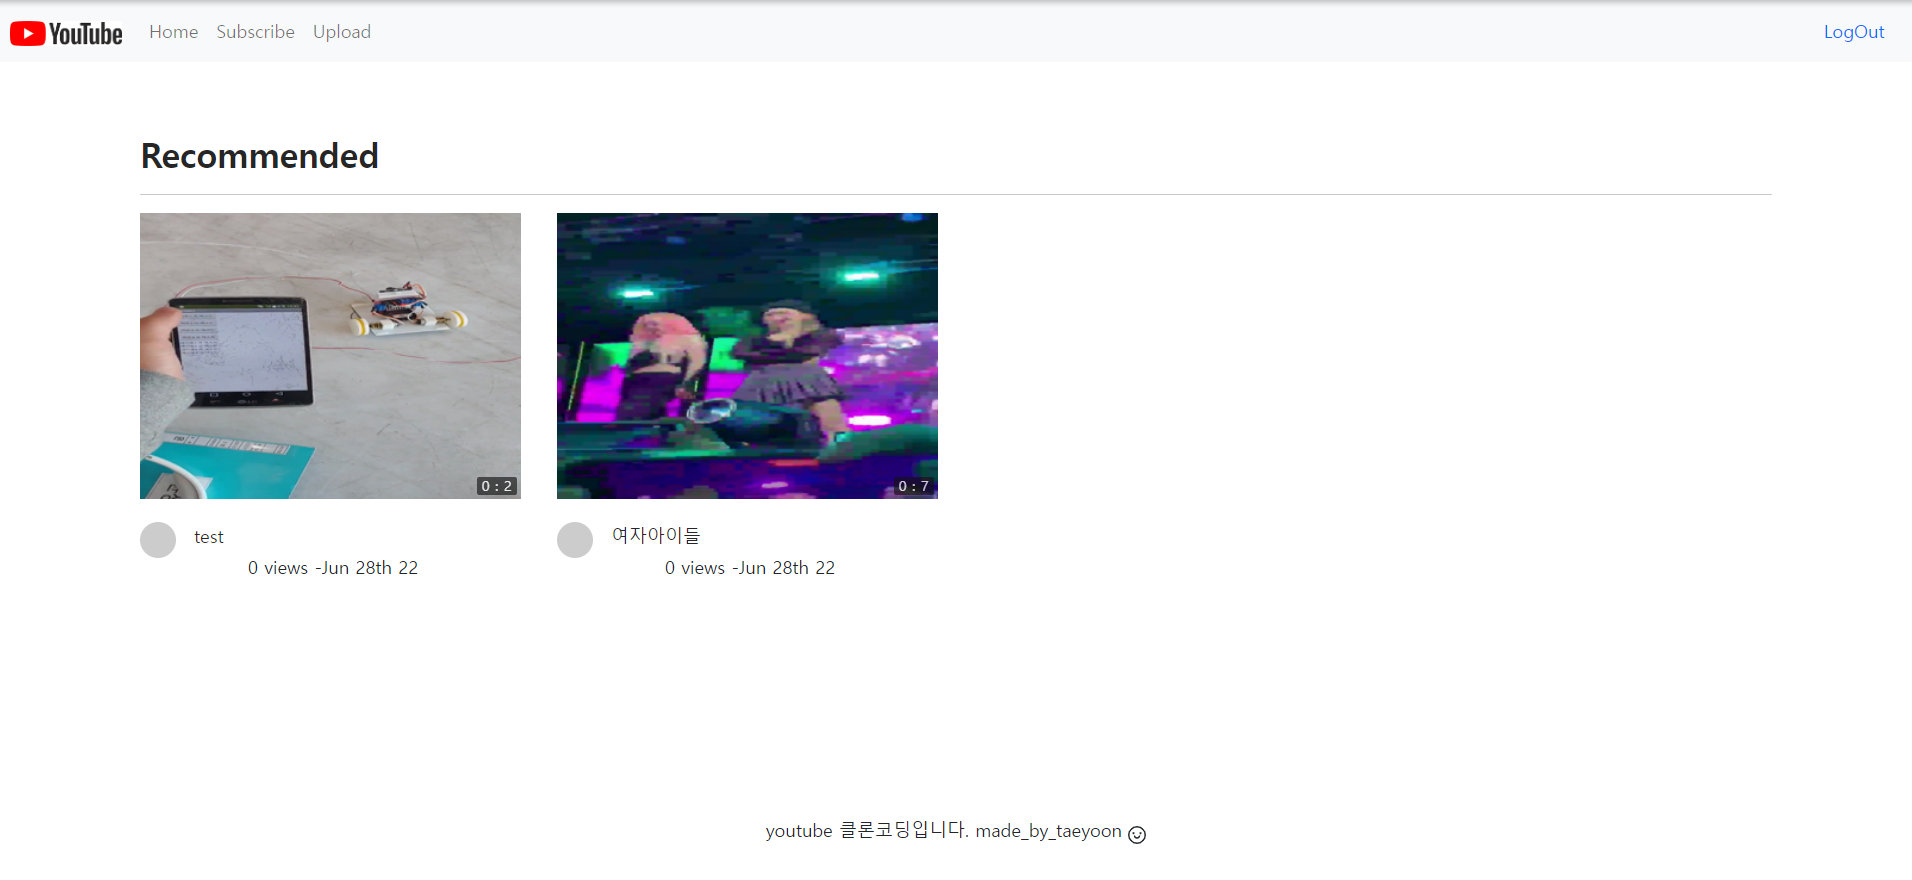 YouTube Home Subscribe Upload LogOut
Recommended
0 : 2
0 : 7
test
0 views -Jun 28th 22
여자아이들
0 views -Jun 28th 22
youtube 클론코딩입니다. made_by_taeyoon